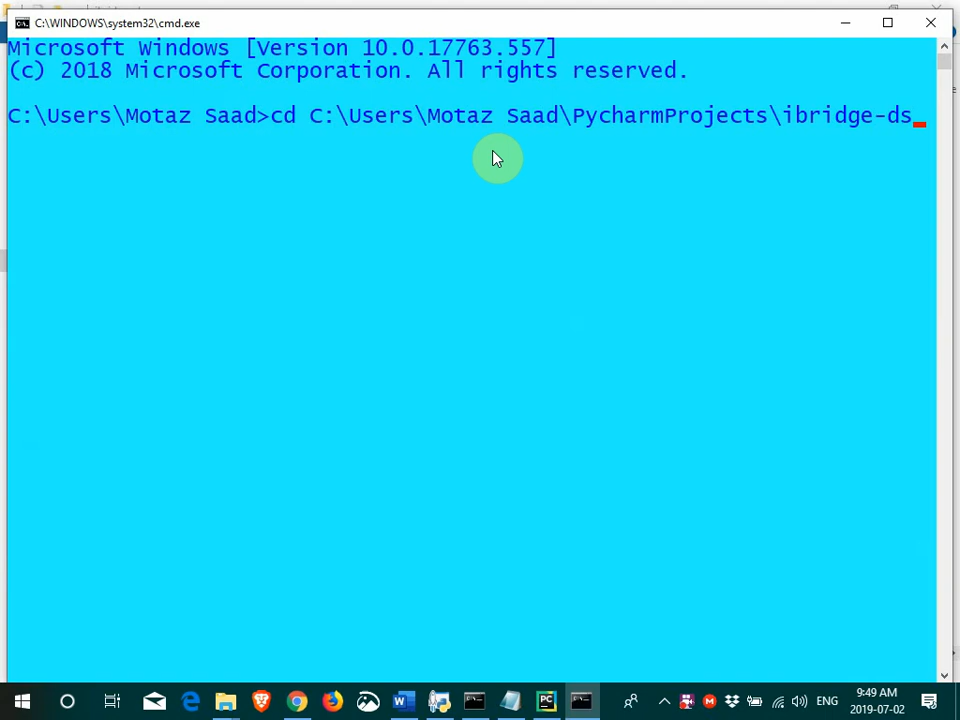 C:\WINDOWS\system32\cmd.exe
Microsoft Windows [Version 10.0.17763.557]
(c) 2018 Microsoft Corporation. All rights reserved.
C:\Users\Motaz Saad>cd C:\Users\Motaz Saad\PycharmProjects\ibridge-ds_
ENG
9:49 AM
2019-07-02